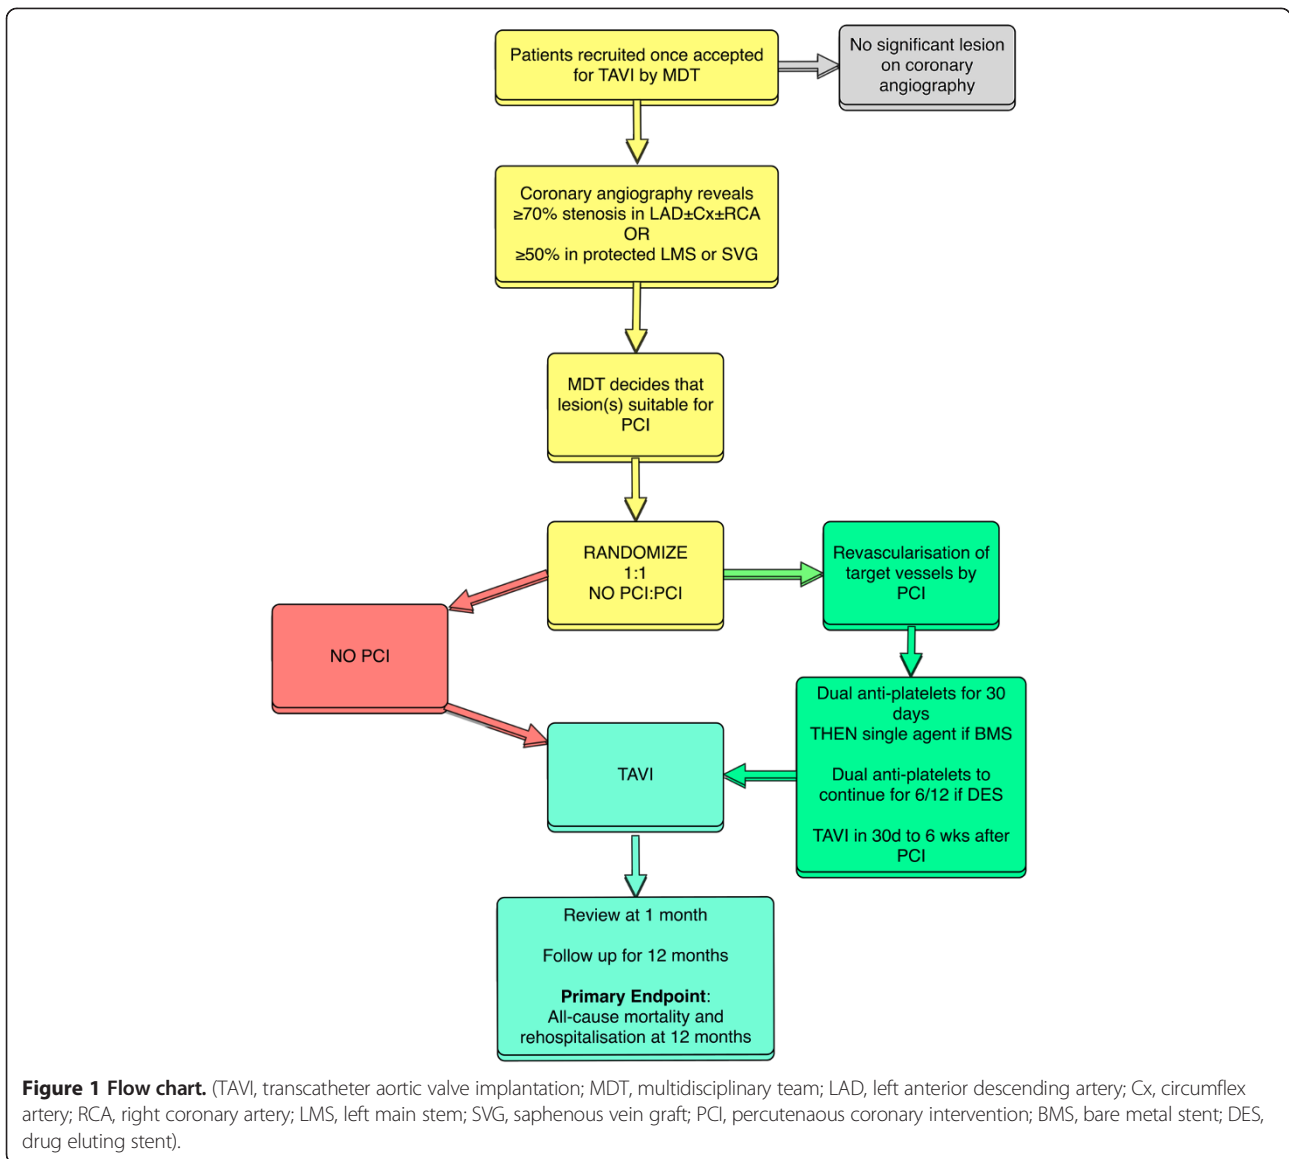 Patients recruited once accepted
for TAVI by MDT
No significant lesion
on coronary
angiography
Coronary angiography reveals
≥70% stenosis in LAD±Cx±RCA
OR
≥50% in protected LMS or SVG
MDT decides that
lesion(s) suitable for
PCI
RANDOMIZE
1:1
NO PCI:PCI
Revascularisation of
target vessels by
PCI
NO PCI
Dual anti-platelets for 30
days
THEN single agent if BMS
Dual anti-platelets to
continue for 6/12 if DES
TAVI in 30d to 6 wks after
PCI
TAVI
Review at 1 month
Follow up for 12 months
Primary Endpoint:
All-cause mortality and
rehospitalisation at 12 months
Figure 1 Flow chart. (TAVI, transcatheter aortic valve implantation; MDT, multidisciplinary team; LAD, left anterior descending artery; Cx, circumflex
artery; RCA, right coronary artery; LMS, left main stem; SVG, saphenous vein graft; PCI, percutenaous coronary intervention; BMS, bare metal stent; DES,
drug eluting stent).